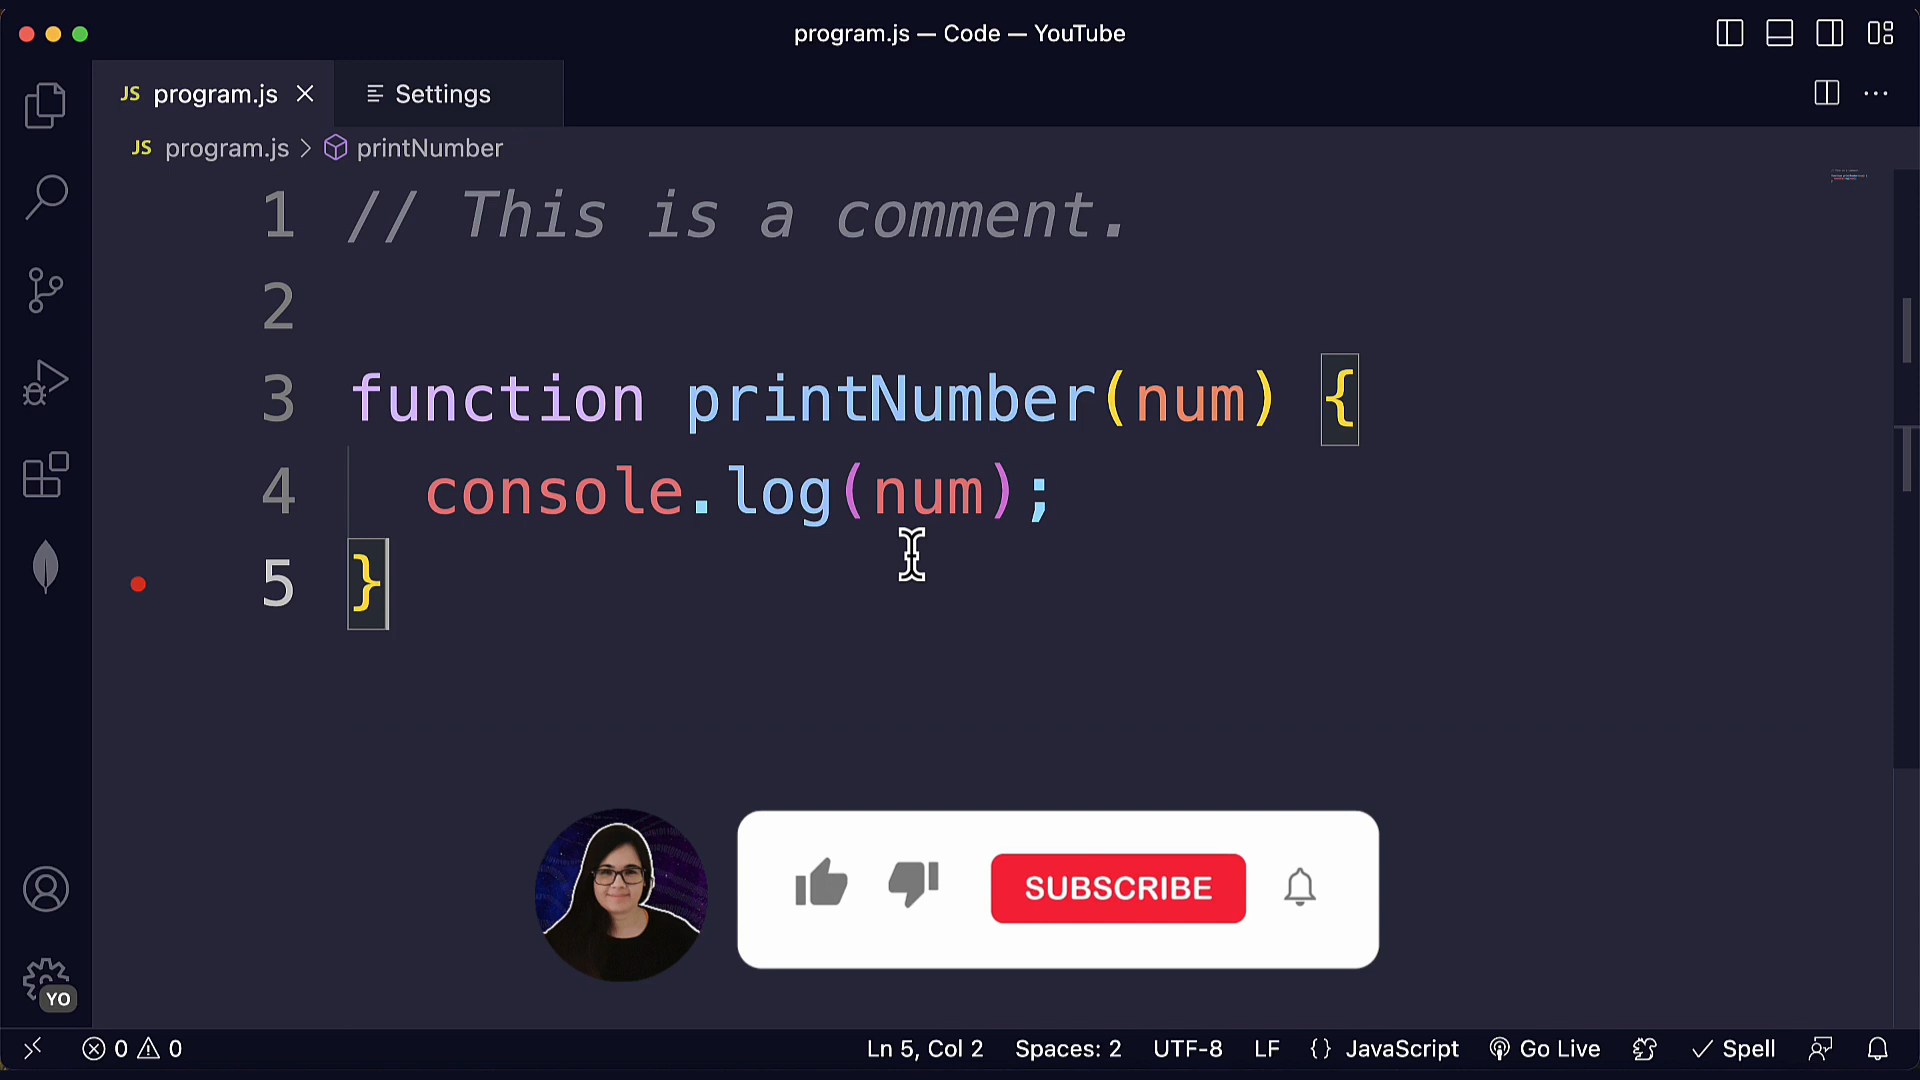 program.js — Code — YouTube
JS program.js
Settings
JS program.js > printNumber
1 // This is a comment.
2
3 function printNumber(num) {
4 console.log(num);
5 }
SUBSCRIBE
YO
0 0 Ln 5, Col 2 Spaces: 2 UTF-8 LF {} JavaScript Go Live Spell